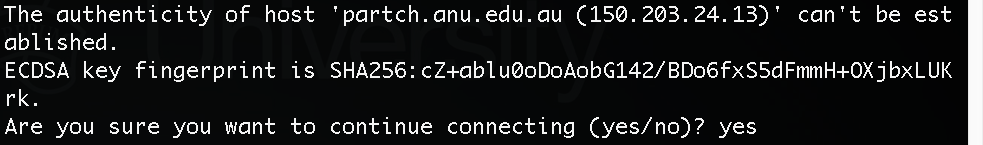 The authenticity of host 'partch.anu.edu.au (150.203.24.13)' can't be est
ablished.
ECDSA key fingerprint is SHA256:cZ+ablu0oDoAobG142/BDo6fxS5dFmmH+OXjbxLUK
rk.
Are you sure you want to continue connecting (yes/no)? yes